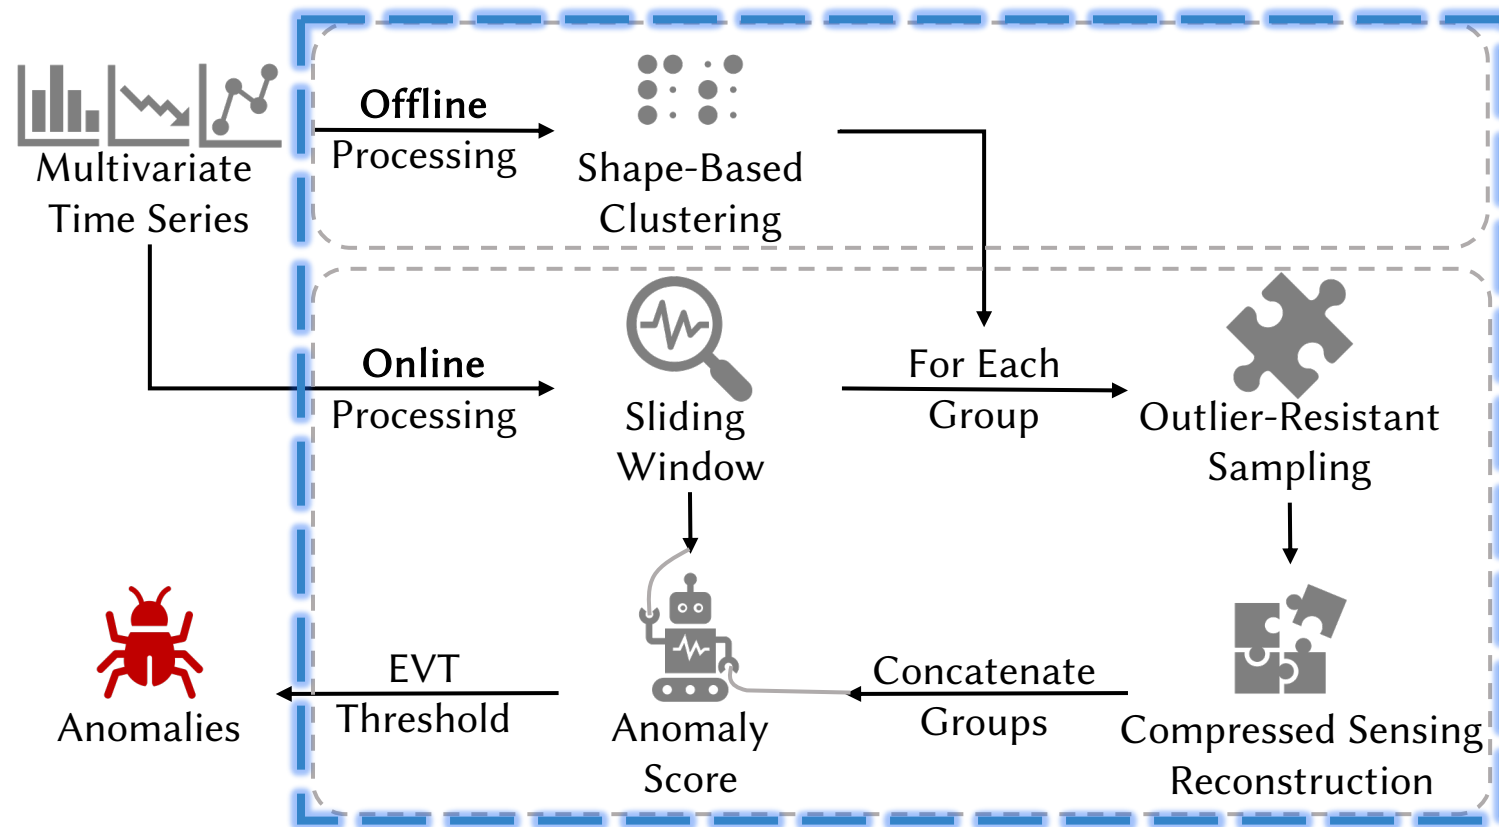 Multivariate
Time Series
Offline
Processing
Shape-Based
Clustering
Online
Processing
Sliding
Window
For Each
Group
Outlier-Resistant
Sampling
Anomalies
EVT
Threshold
Anomaly
Score
Concatenate
Groups
Compressed Sensing
Reconstruction